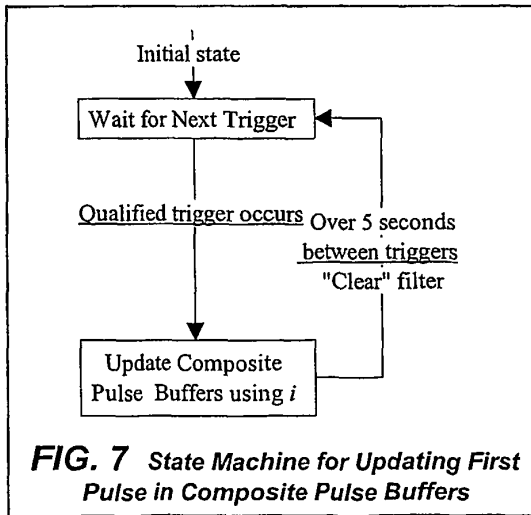 Initial state
Wait for Next Trigger
Qualified trigger occurs
Over 5 seconds
between triggers
"Clear" filter
Update Composite
Pulse Buffers using i
FIG. 7 State Machine for Updating First
Pulse in Composite Pulse Buffers